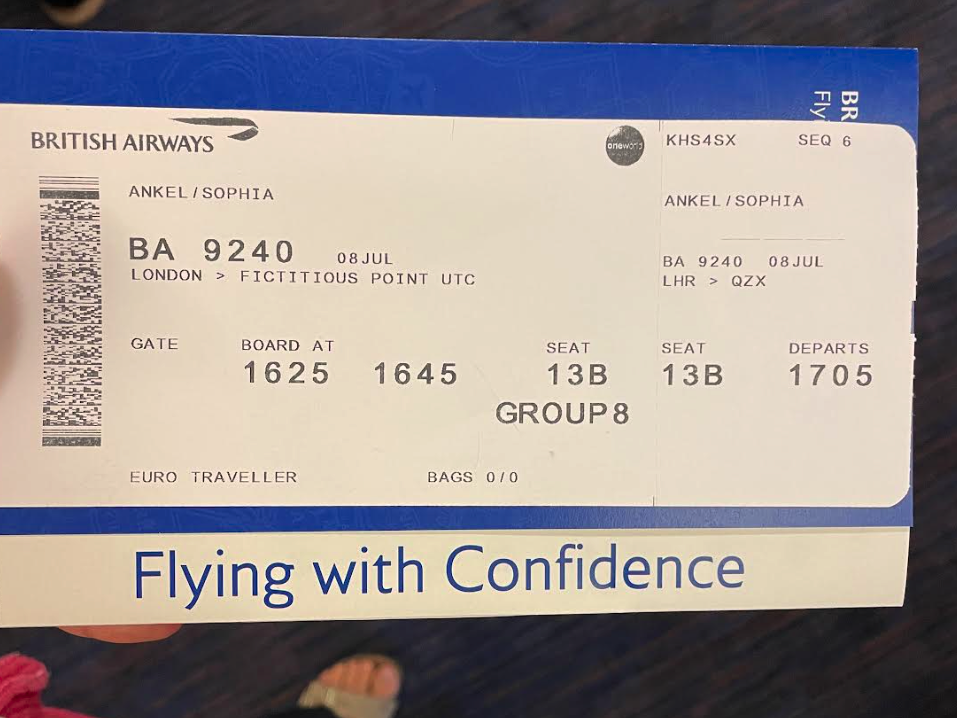 BR
Fly
BRITISH AIRWAYS
oneworld
KHS4SX SEQ 6
ANKEL/SOPHIA
ANKEL/SOPHIA
BA 9240 08JUL
LONDON > FICTITIOUS POINT UTC
BA 9240 08JUL
LHR > QZX
GATE BOARD AT SEAT
1625 1645 13B
GROUP8
SEAT DEPARTS
13B 1705
EURO TRAVELLER BAGS 0/0
Flying with Confidence